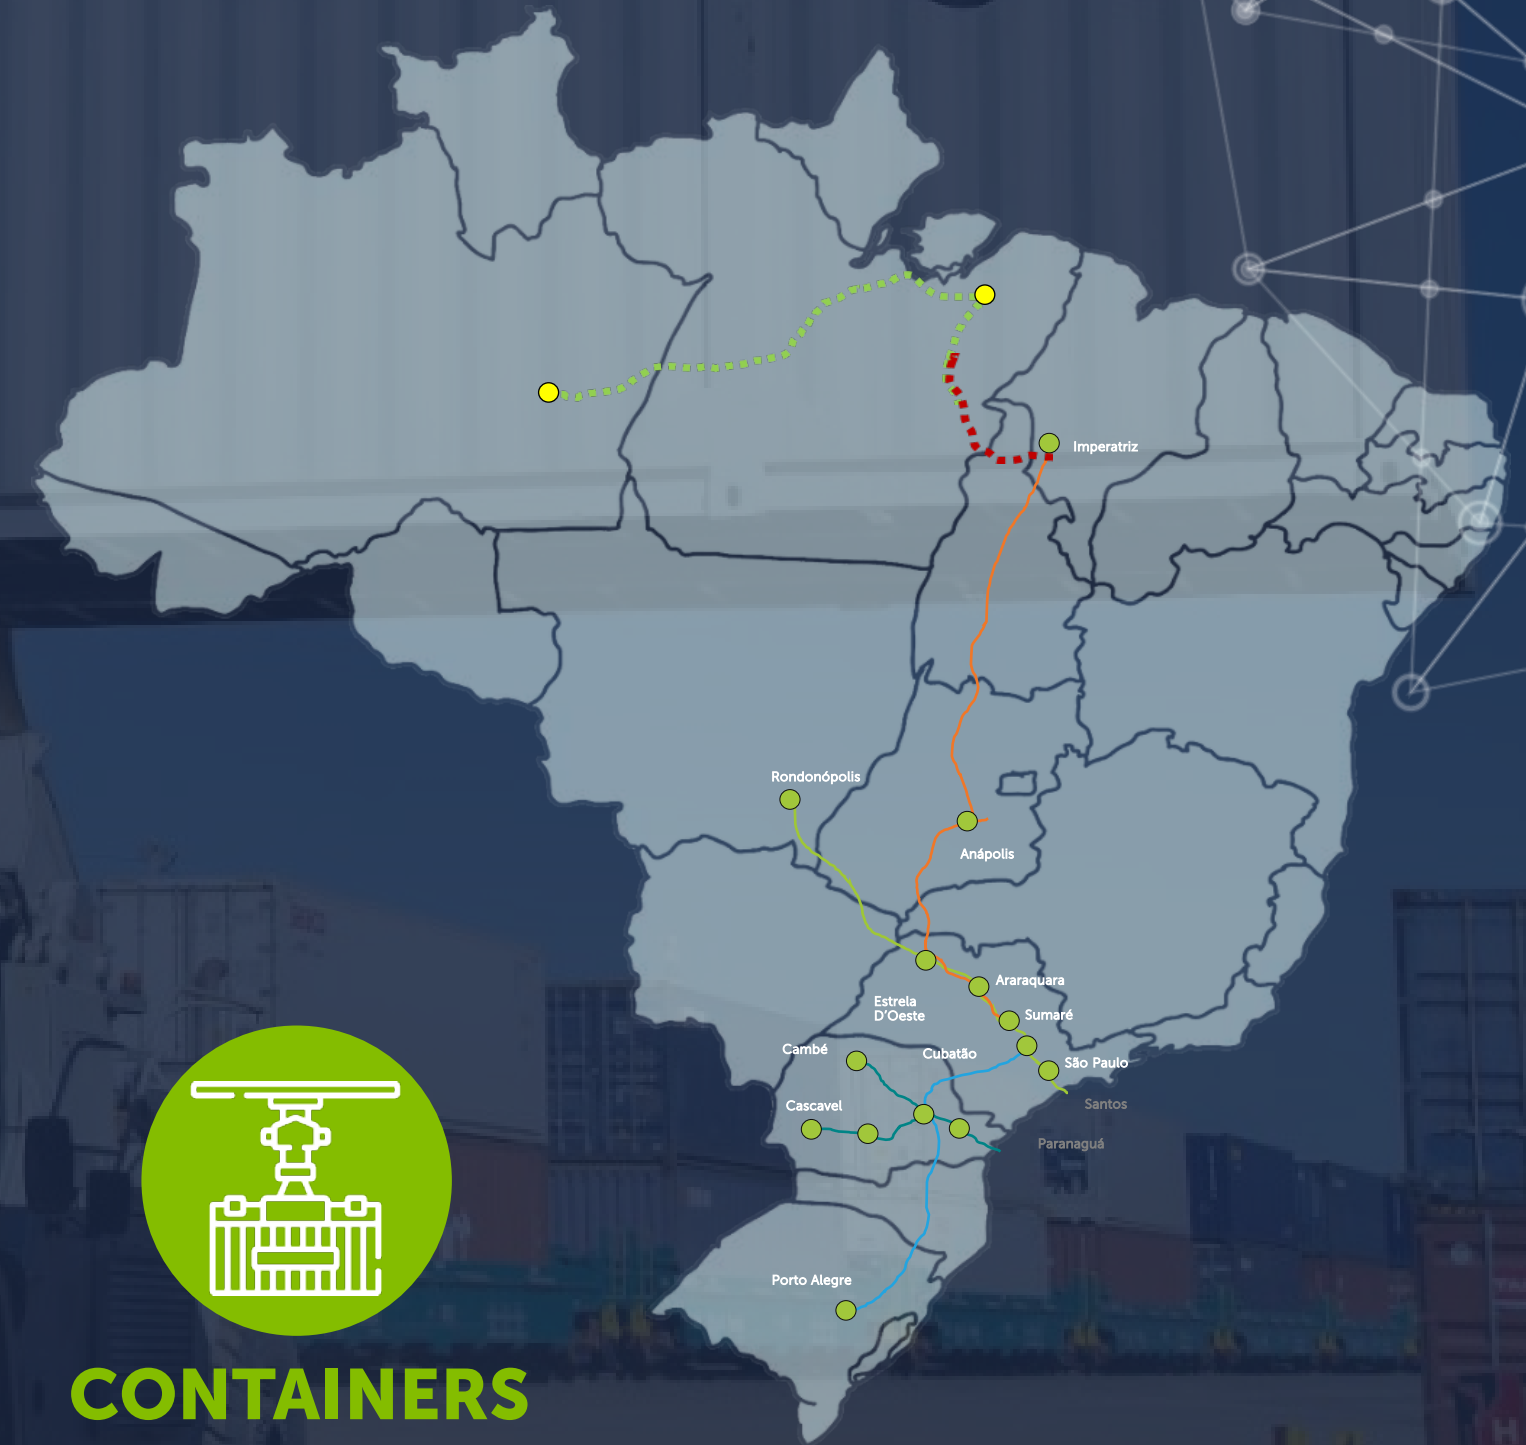 Imperatriz
Rondonópolis
Anápolis
Araraquara
Estrela
D'Oeste
Sumaré
Cambé
Cubatão
São Paulo
Cascavel
Santos
Paranaguá
Porto Alegre
CONTAINERS